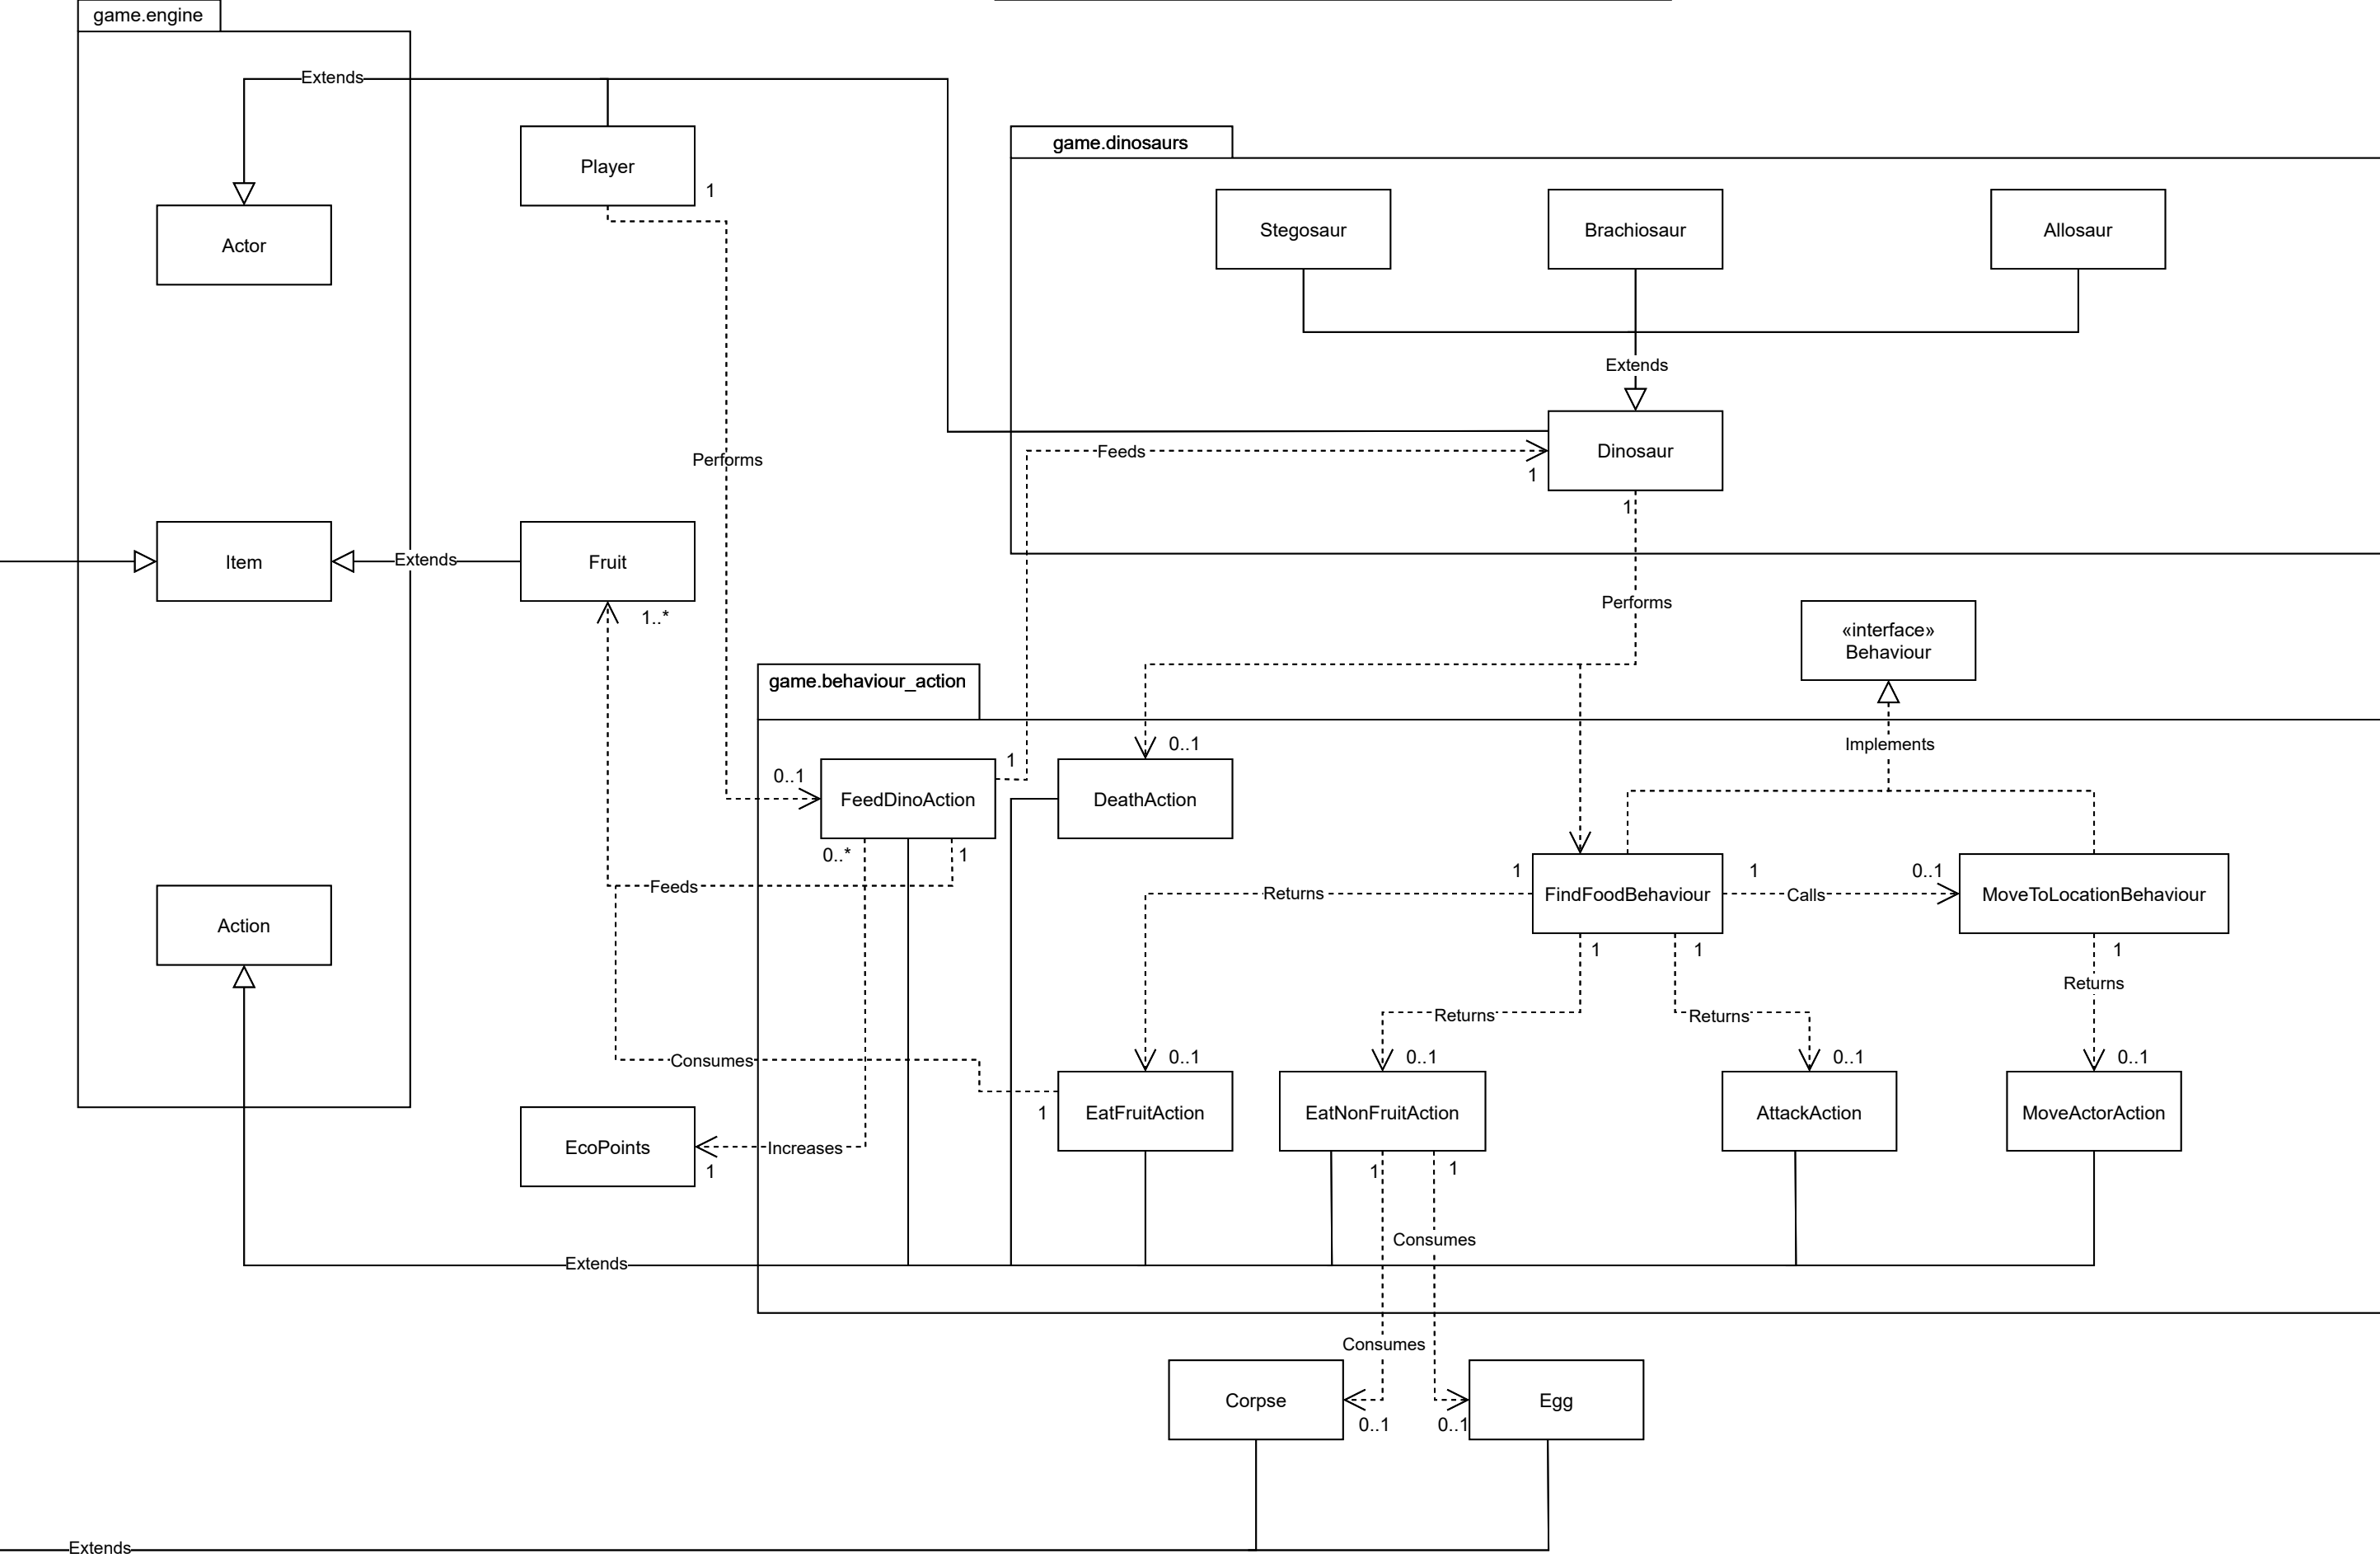 game.engine
Extends
Player
1
Actor
game.dinosaurs
Stegosaur
Brachiosaur
Allosaur
Extends
Dinosaur
Feeds
1
1
Performs
Item
Extends
Fruit
1..*
Performs
«interface»
Behaviour
game.behaviour_action
Implements
0..1
FeedDinoAction
1
0..1
DeathAction
0..*
1
Feeds
Action
1
Returns
FindFoodBehaviour
1
Calls
0..1
MoveToLocationBehaviour
1
1
1
Returns
Returns
Returns
Consumes
0..1
0..1
0..1
0..1
1
EatFruitAction
EatNonFruitAction
AttackAction
MoveActorAction
EcoPoints
Increases
1
1
1
Consumes
Extends
Consumes
Corpse
0..1
0..1
Egg
Extends